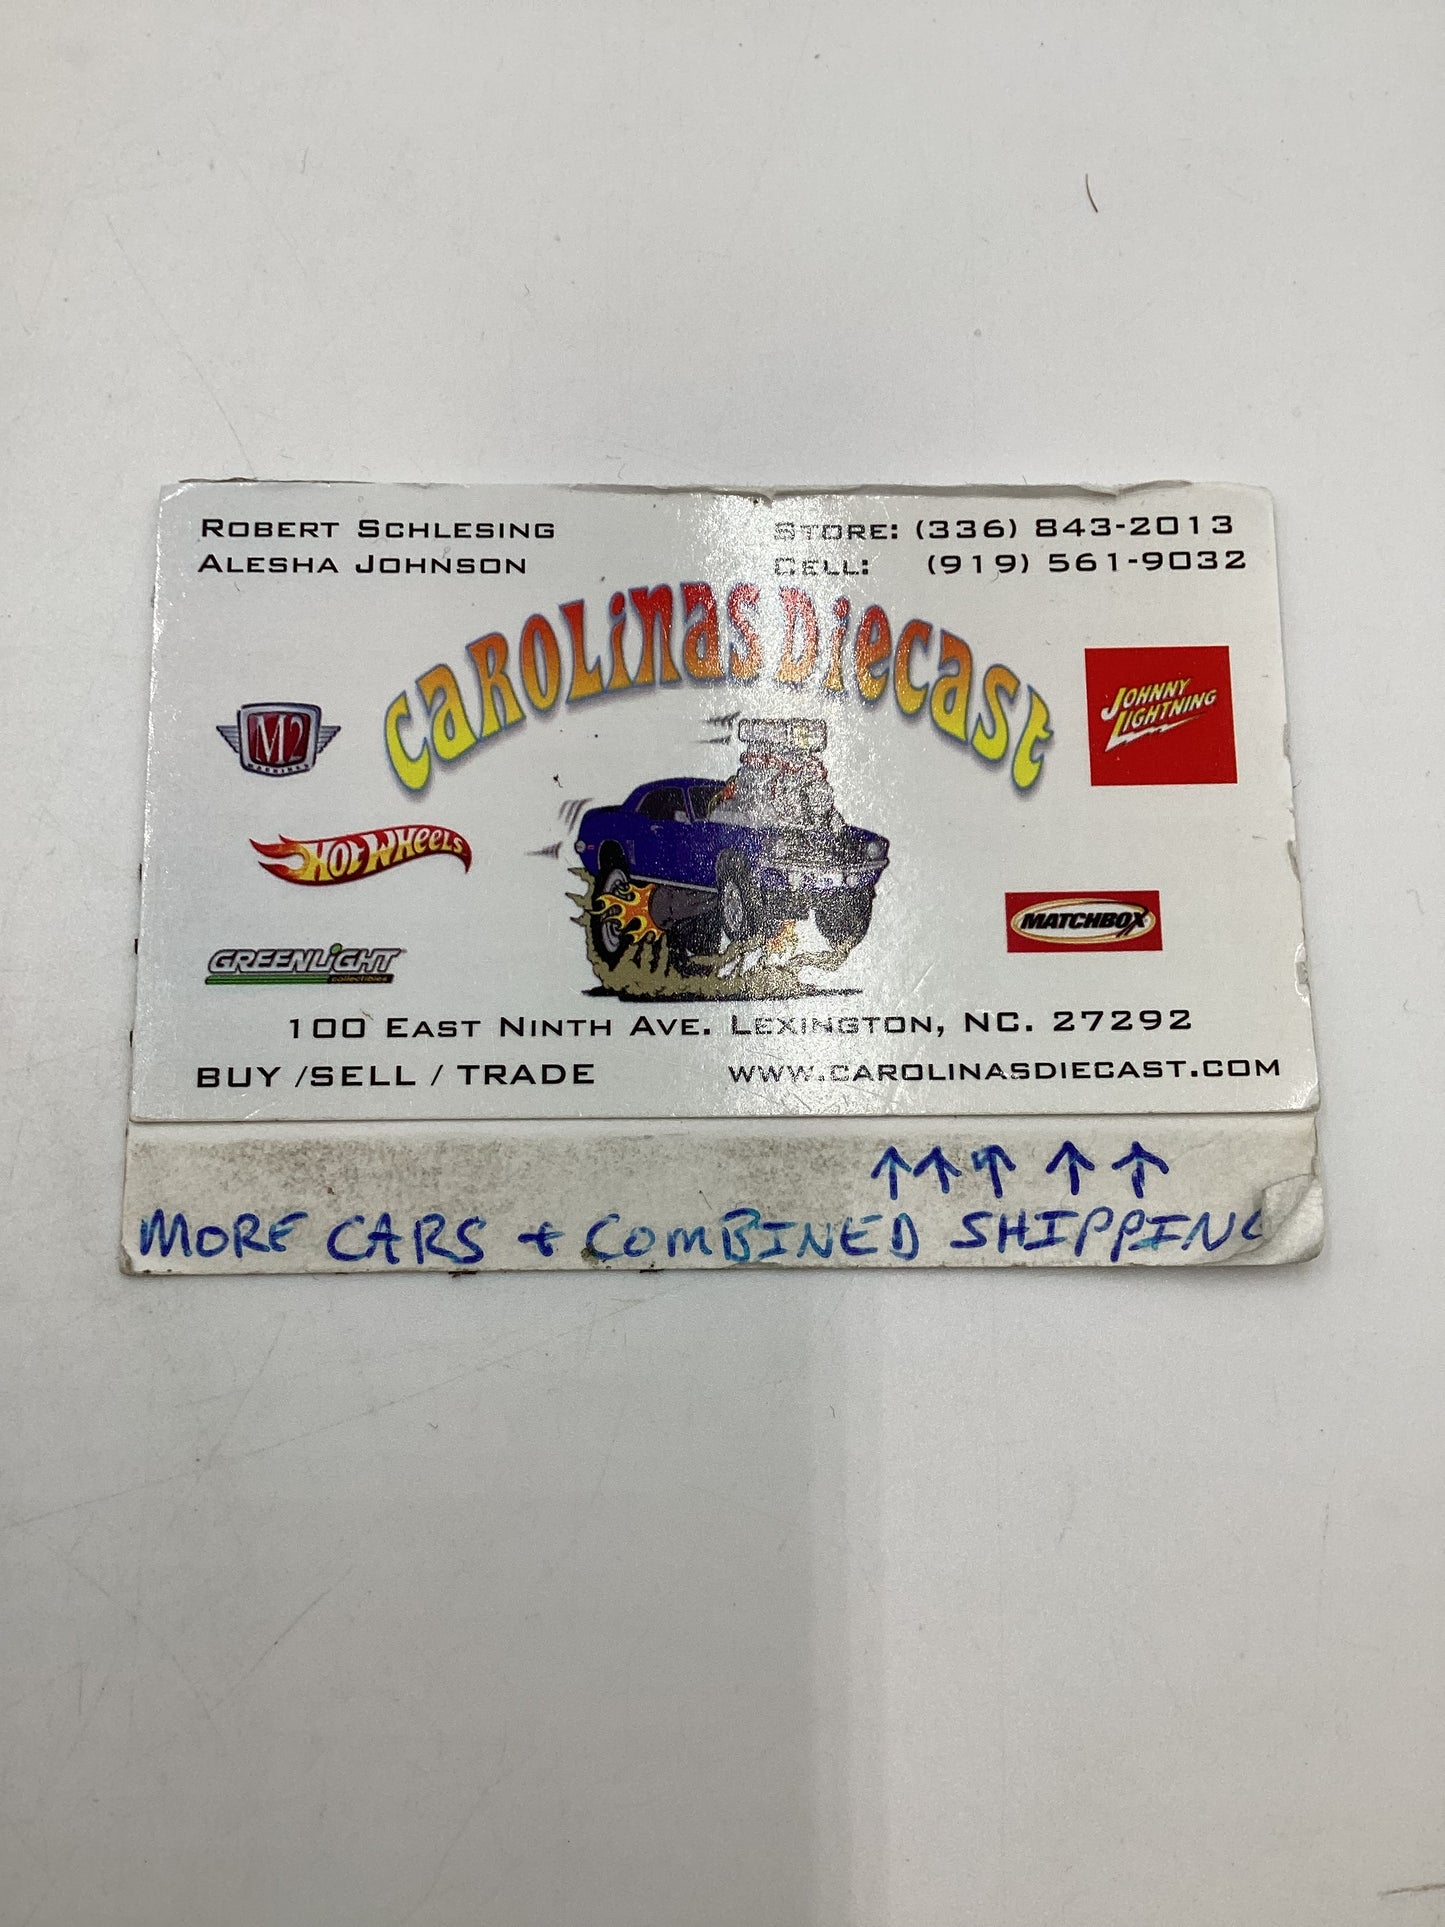 ROBERT SCHLESING
ALESHA JOHNSON
STORE: (336) 843-2013
CELL: (919) 561-9032
CAROLINAS DIECAST
M2
MACHINES
JOHNNY
LIGHTNING
HOT WHEELS
MATCHBOX
GREENLIGHT
collectibles
100 EAST NINTH AVE. LEXINGTON, NC. 27292
BUY /SELL / TRADE
WWW.CAROLINASDIECAST.COM
↑↑↑↑↑
MORE CARS + COMBINED SHIPPING